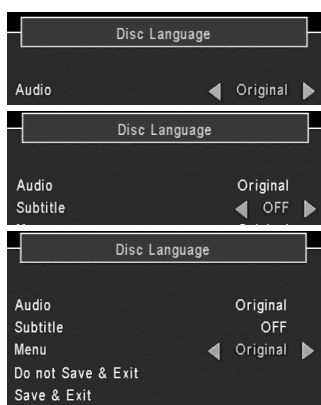 Disc Language
Audio Original
Disc Language
Audio Original
Subtitle OFF
Disc Language
Audio Original
Subtitle OFF
Menu Original
Do not Save & Exit
Save & Exit